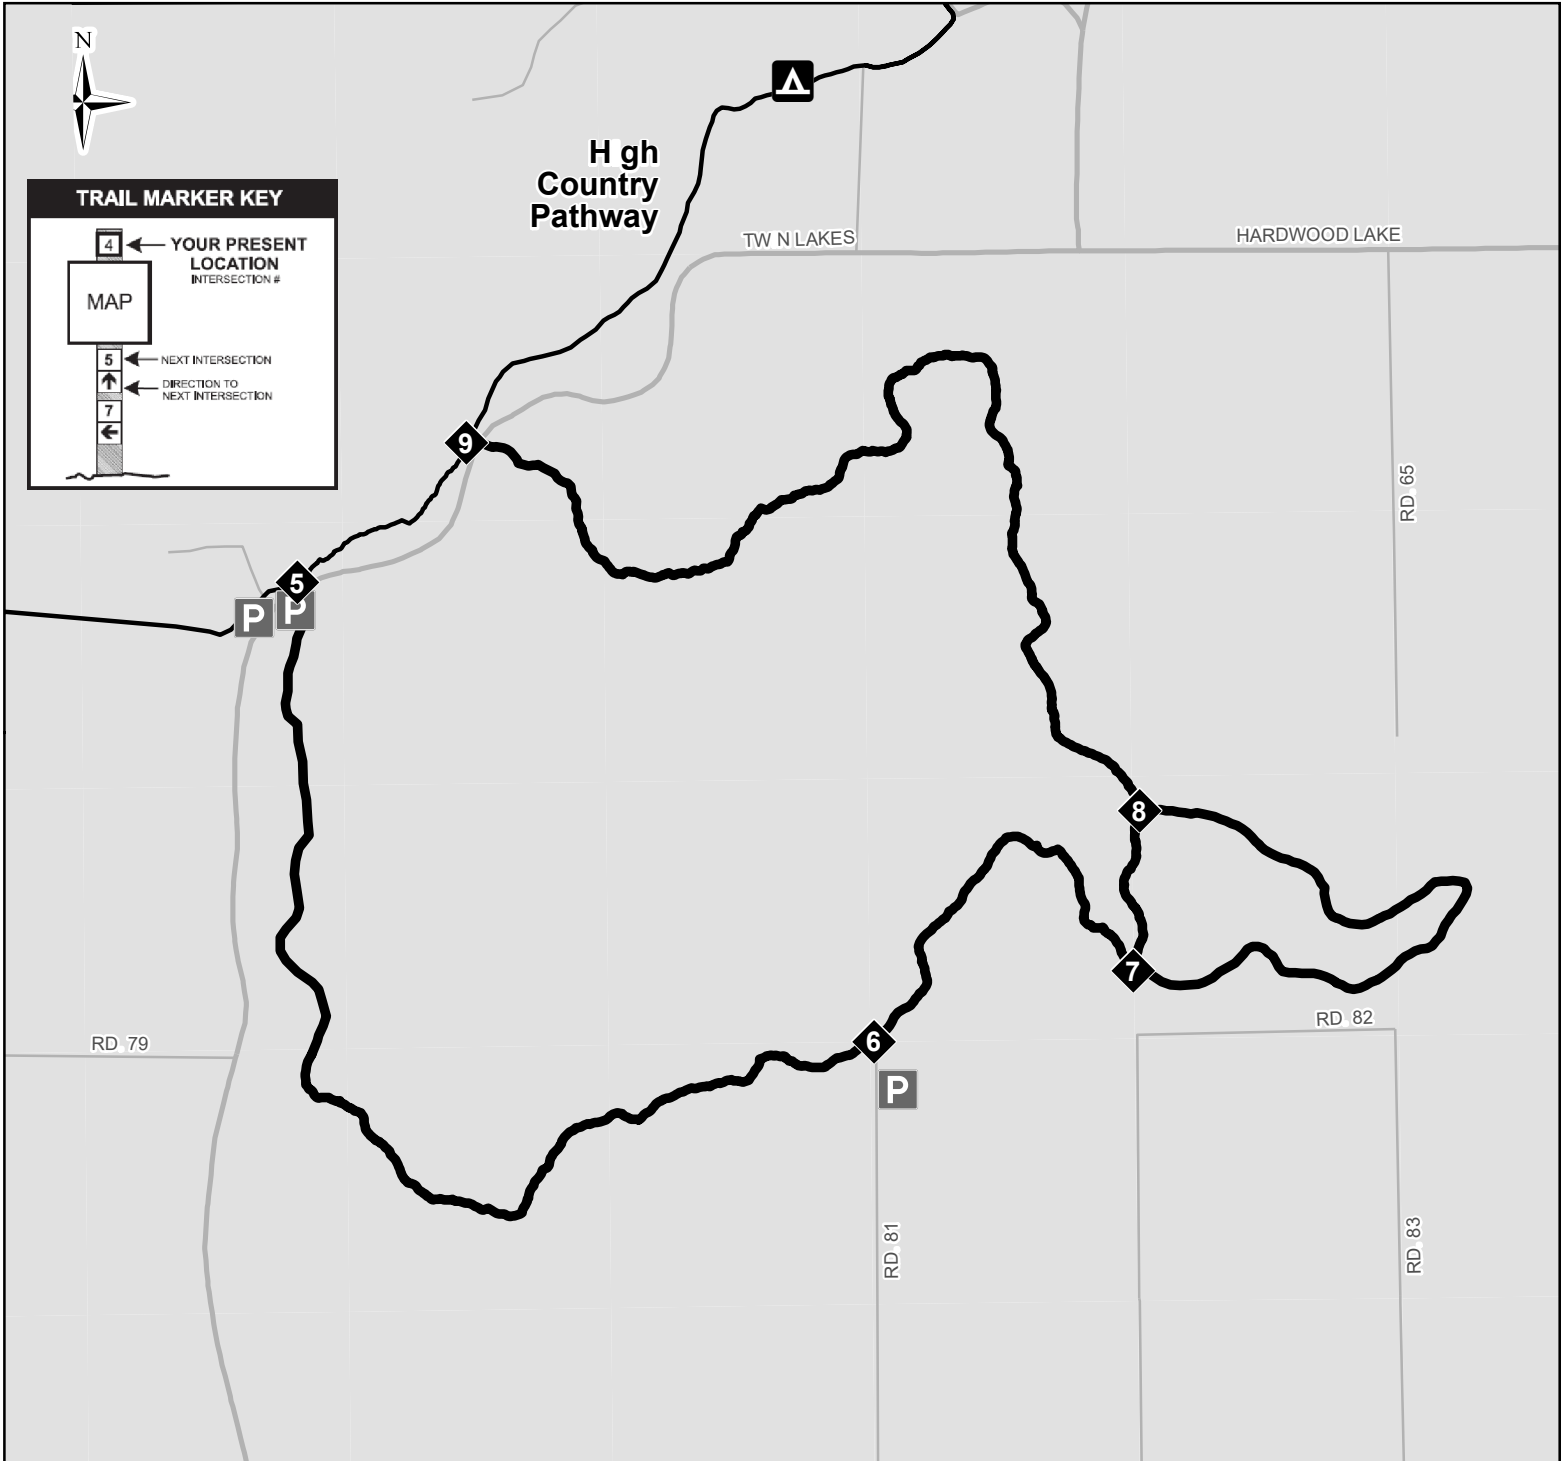 N
H gh
Country
Pathway
TRAIL MARKER KEY
4
YOUR PRESENT
LOCATION
INTERSECTION #
MAP
5
NEXT INTERSECTION
DIRECTION TO
NEXT INTERSECTION
7
TW N LAKES
HARDWOOD LAKE
RD. 65
9
5
P
P
8
7
6
P
RD. 82
RD. 79
RD. 81
RD. 83